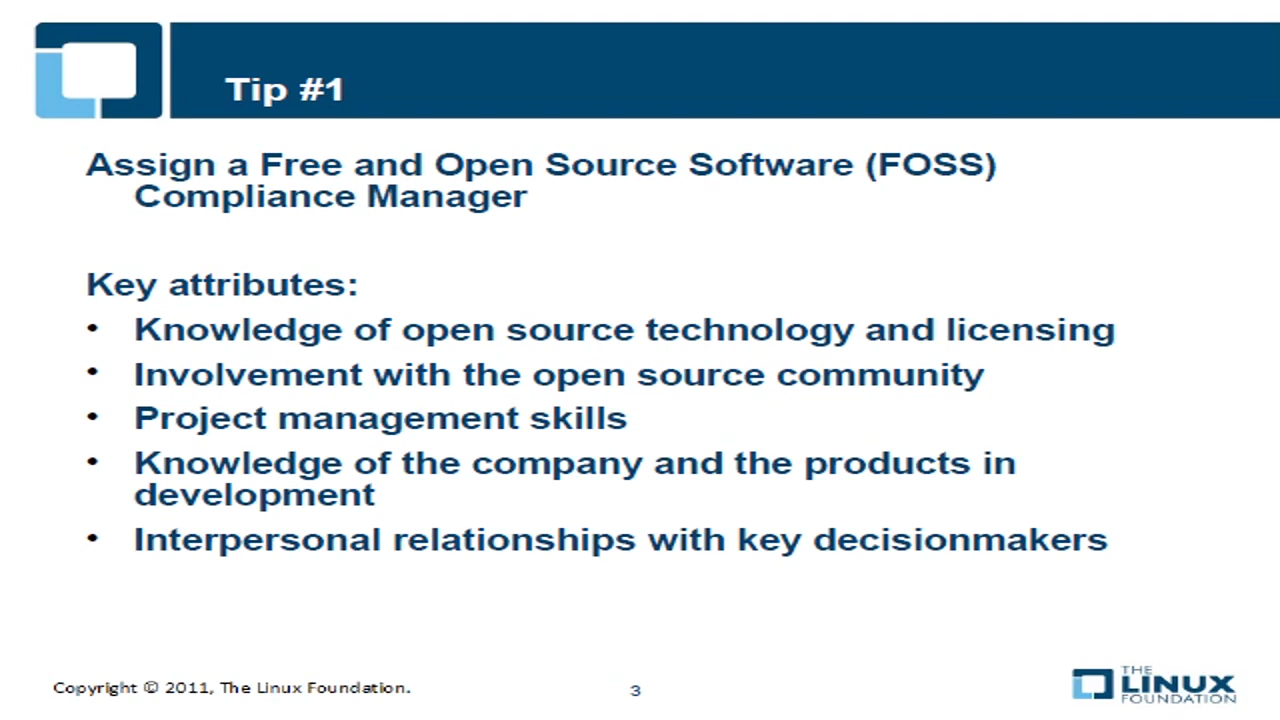 Tip #1
Assign a Free and Open Source Software (FOSS)
Compliance Manager
Key attributes:
• Knowledge of open source technology and licensing
• Involvement with the open source community
• Project management skills
• Knowledge of the company and the products in
development
• Interpersonal relationships with key decisionmakers
Copyright © 2011, The Linux Foundation.
3
THE
LINUX
FOUNDATION